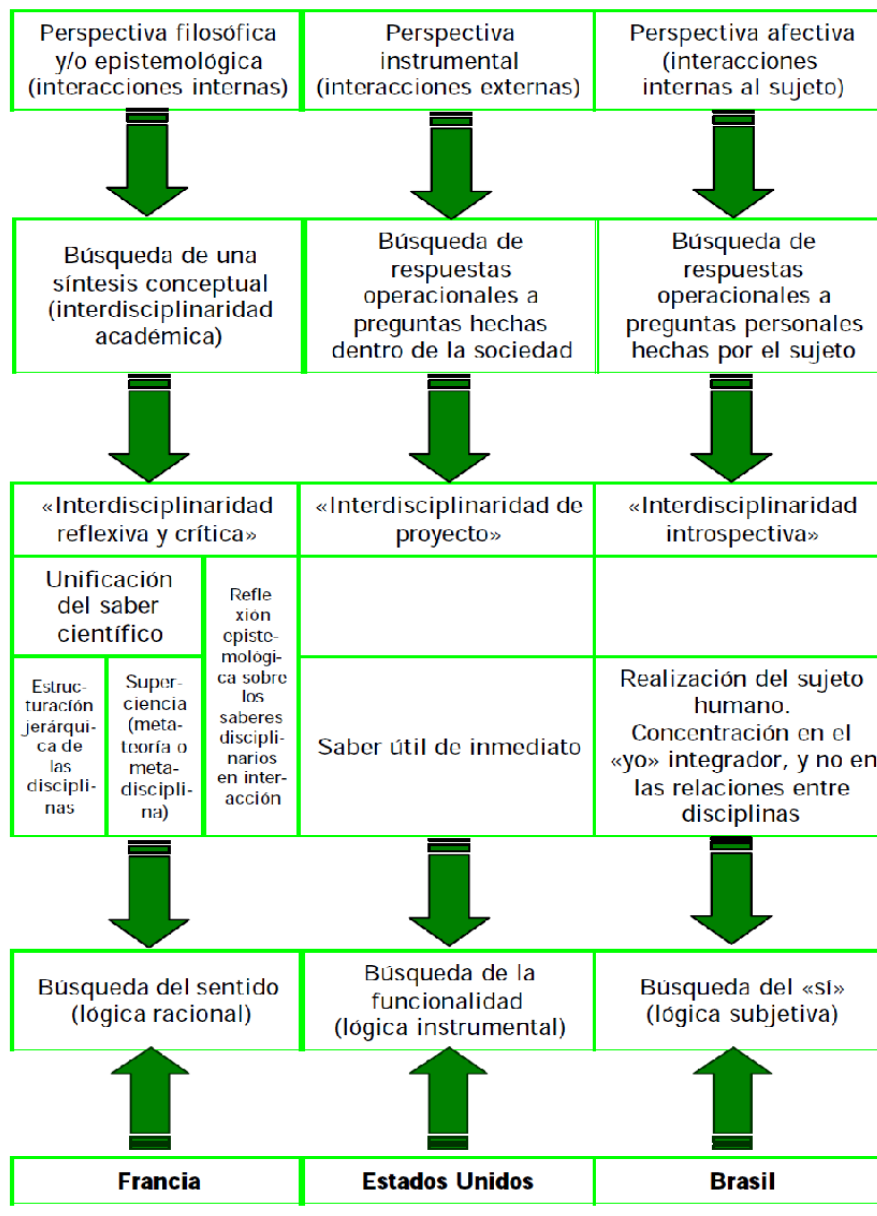 Perspectiva filosófica
y/o epistemológica
(interacciones internas)
Perspectiva
instrumental
(interacciones externas)
Perspectiva afectiva
(interacciones
internas al sujeto)
Búsqueda de una
síntesis conceptual
(interdisciplinaridad
académica)
Búsqueda de
respuestas
operacionales a
preguntas hechas
dentro de la sociedad
Búsqueda de
respuestas
operacionales a
preguntas personales
hechas por el sujeto
«Interdisciplinaridad
reflexiva y crítica»
«Interdisciplinaridad de
proyecto»
«Interdisciplinaridad
introspectiva»
Unificación
del saber
científico
Refle
xión
episte-
mológi-
ca sobre
los
saberes
discipli-
narios
en inter-
acción
Estruc-
turación
jerárqui-
ca de
las
discipli-
nas
Super-
ciencia
(meta-
teoría o
meta-
discipli-
na)
Saber útil de inmediato
Realización del sujeto
humano.
Concentración en el
«yo» integrador, y no en
las relaciones entre
disciplinas
Búsqueda del sentido
(lógica racional)
Búsqueda de la
funcionalidad
(lógica instrumental)
Búsqueda del «sí»
(lógica subjetiva)
Francia
Estados Unidos
Brasil